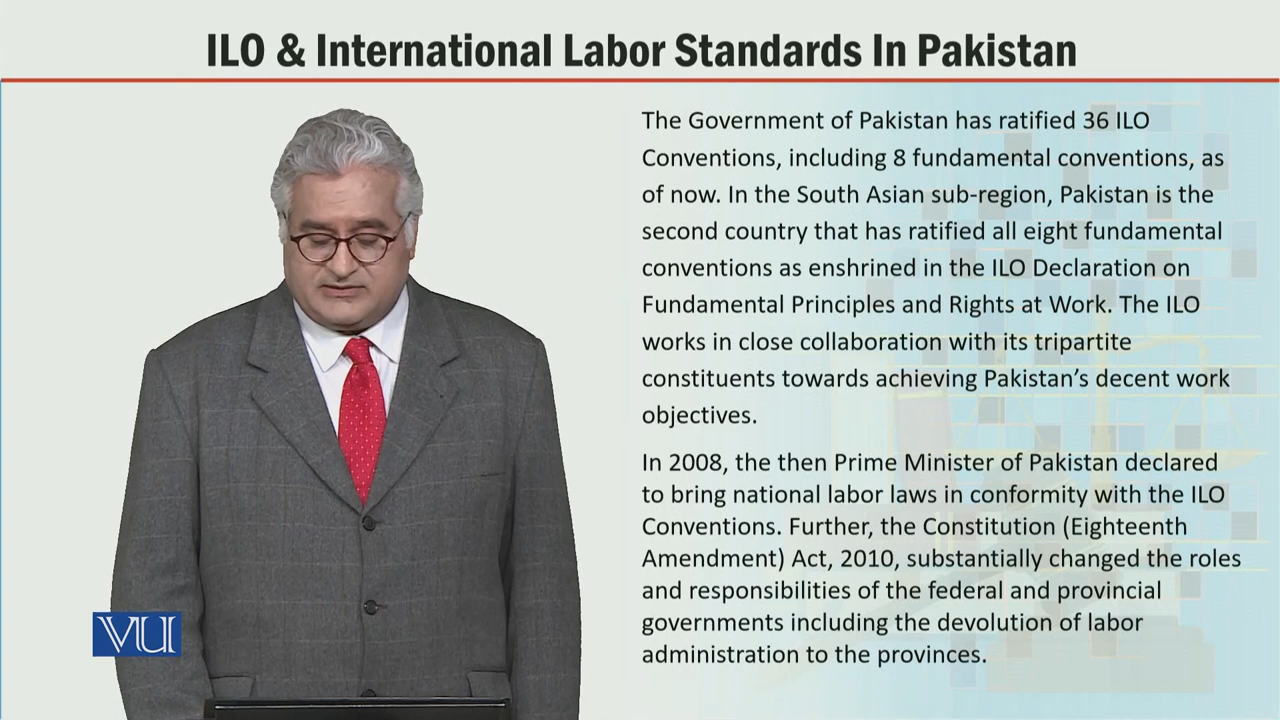 ILO & International Labor Standards In Pakistan
The Government of Pakistan has ratified 36 ILO
Conventions, including 8 fundamental conventions, as
of now. In the South Asian sub-region, Pakistan is the
second country that has ratified all eight fundamental
conventions as enshrined in the ILO Declaration on
Fundamental Principles and Rights at Work. The ILO
works in close collaboration with its tripartite
constituents towards achieving Pakistan’s decent work
objectives.
In 2008, the then Prime Minister of Pakistan declared
to bring national labor laws in conformity with the ILO
Conventions. Further, the Constitution (Eighteenth
Amendment) Act, 2010, substantially changed the roles
and responsibilities of the federal and provincial
governments including the devolution of labor
administration to the provinces.
VU